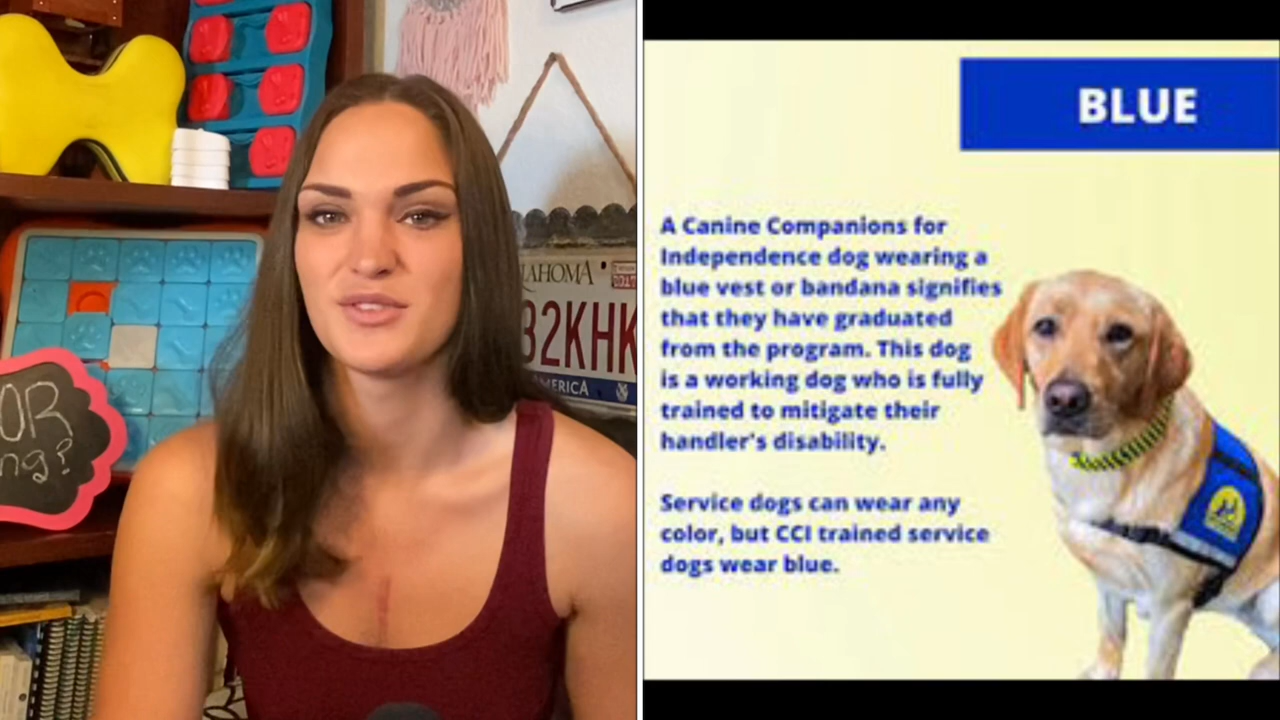 OR
ng?
LAHOMA
2017
32KHK
AMERICA
BLUE
A Canine Companions for
Independence dog wearing a
blue vest or bandana signifies
that they have graduated
from the program. This dog
is a working dog who is fully
trained to mitigate their
handler's disability.
Service dogs can wear any
color, but CCI trained service
dogs wear blue.